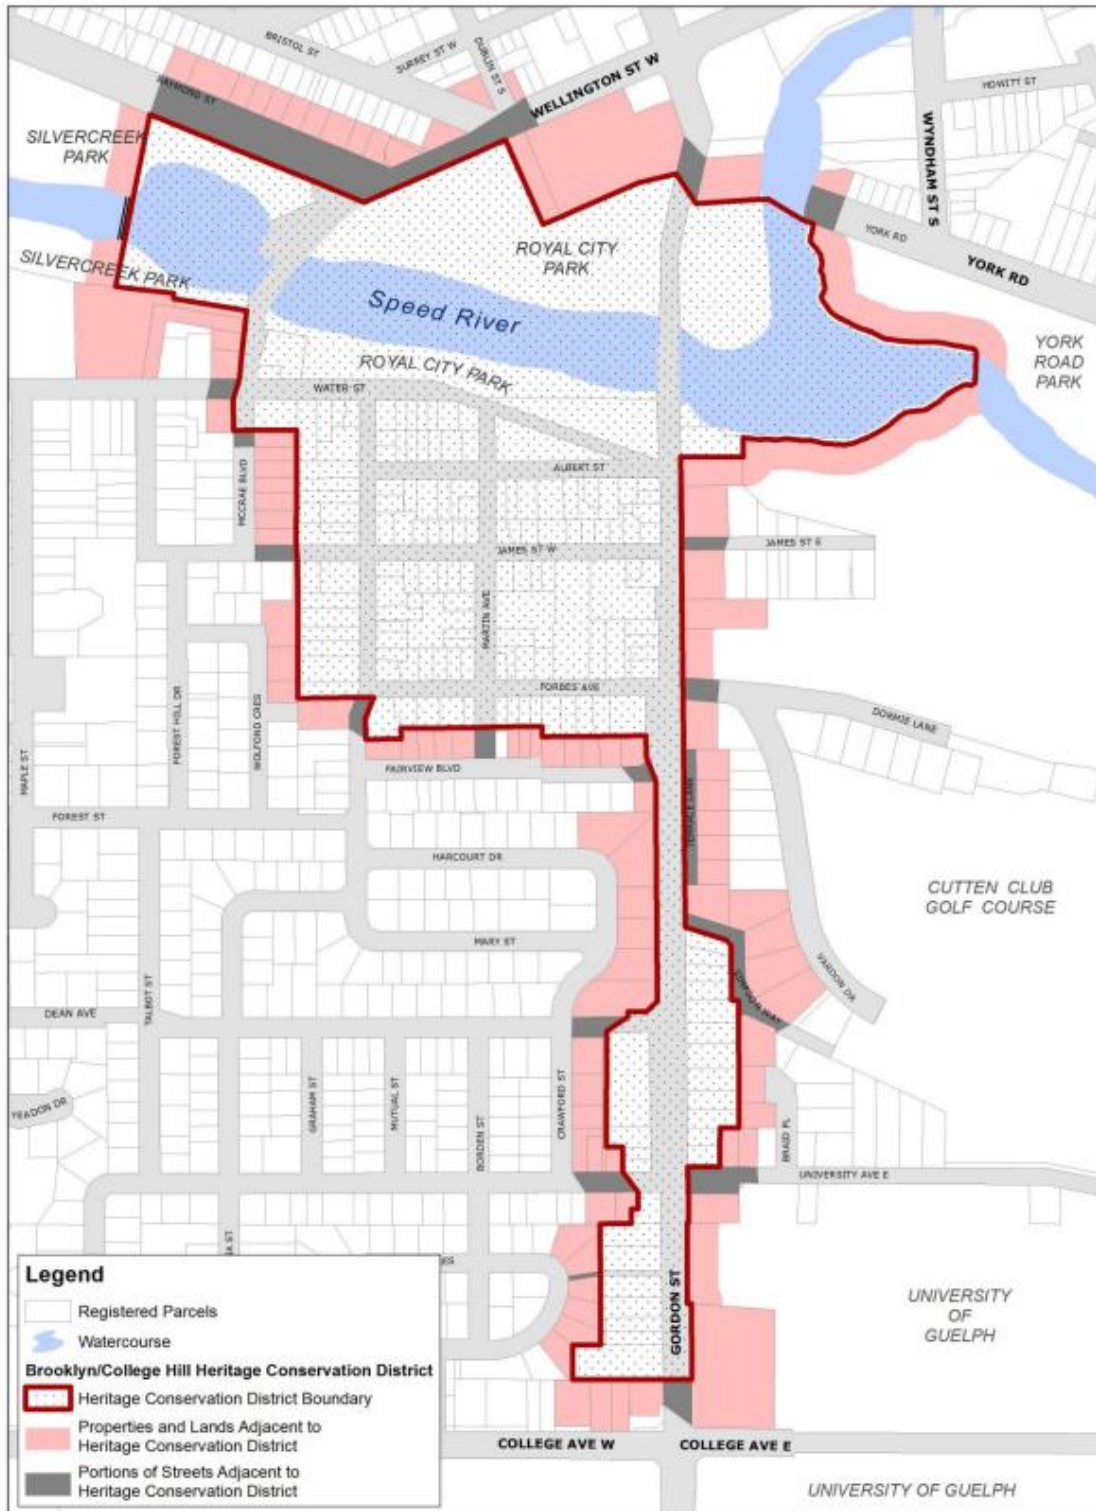 BRISTOL ST
SURREY ST W
DUBLIN ST S
WELLINGTON ST W
RAYMOND ST
HOWITT ST
WYNDHAM ST S
SILVERCREEK
PARK
YORK RD
YORK RD
ROYAL CITY
PARK
SILVERCREEK PARK
Speed River
YORK
ROAD
PARK
ROYAL CITY PARK
WATER ST
ALBERT ST
MCCRAE BLVD
JAMES ST W
JAMES ST E
MARTIN AVE
FORBES AVE
DORMIE LANE
FOREST HILL DR
WOLFOND CRES
MAPLE ST
FAIRVIEW BLVD
TERRACE LANE
FOREST ST
HARCOURT DR
CUTTEN CLUB
GOLF COURSE
MARY ST
VARDON DR
TALBOT ST
DEAN AVE
YEADON DR
GRAHAM ST
MUTUAL ST
BORDEN ST
CRAWFORD ST
BRAID PL
UNIVERSITY AVE E
UNIVERSITY
OF
GUELPH
GORDON ST
Legend
Registered Parcels
Watercourse
Brooklyn/College Hill Heritage Conservation District
Heritage Conservation District Boundary
Properties and Lands Adjacent to
Heritage Conservation District
Portions of Streets Adjacent to
Heritage Conservation District
COLLEGE AVE W
COLLEGE AVE E
UNIVERSITY OF GUELPH